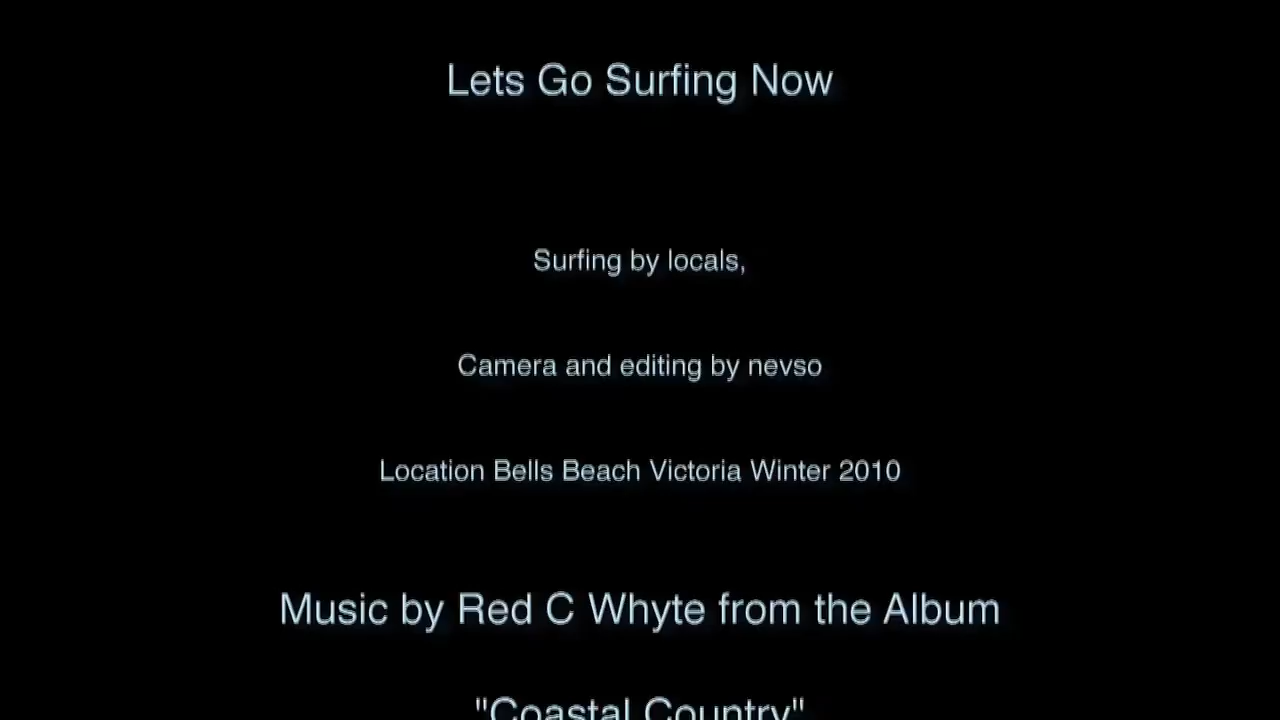 Lets Go Surfing Now
Surfing by locals,
Camera and editing by nevso
Location Bells Beach Victoria Winter 2010
Music by Red C Whyte from the Album
"Coastal Country"